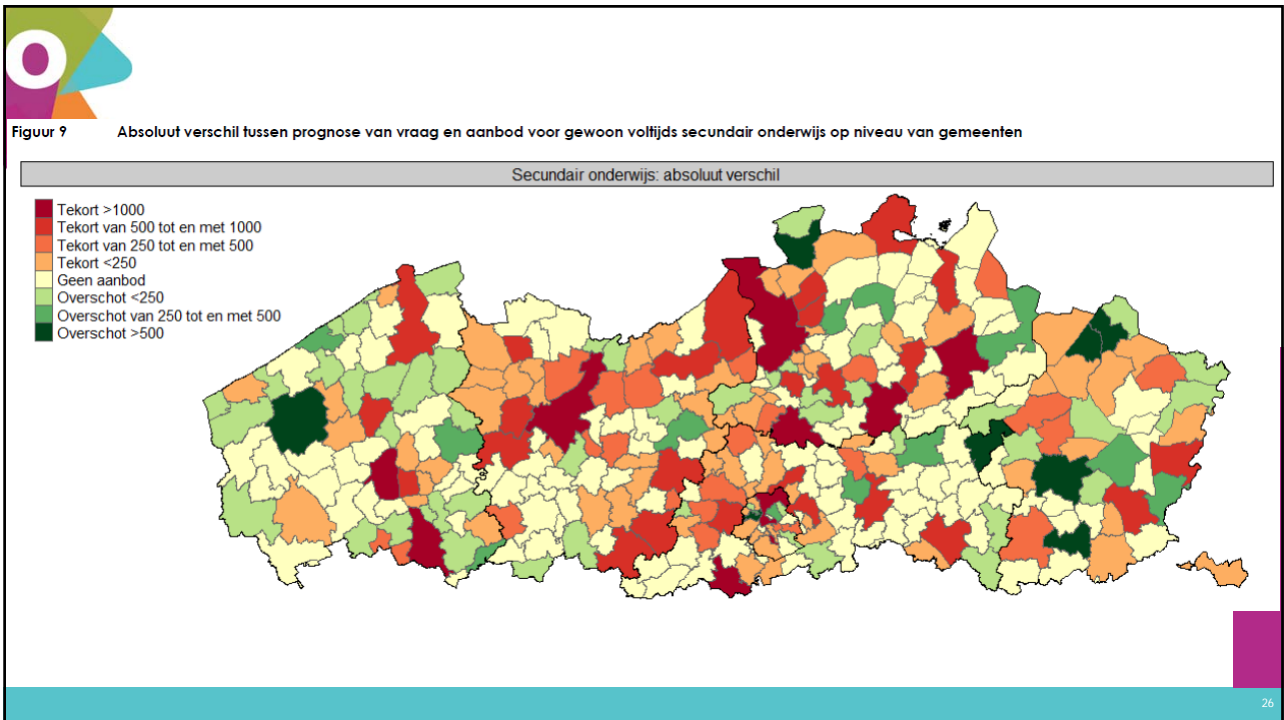 O
Figuur 9 Absoluut verschil tussen prognose van vraag en aanbod voor gewoon voltijds secundair onderwijs op niveau van gemeenten
Secundair onderwijs: absoluut verschil
Tekort >1000
Tekort van 500 tot en met 1000
Tekort van 250 tot en met 500
Tekort <250
Geen aanbod
Overschot <250
Overschot van 250 tot en met 500
Overschot >500
26